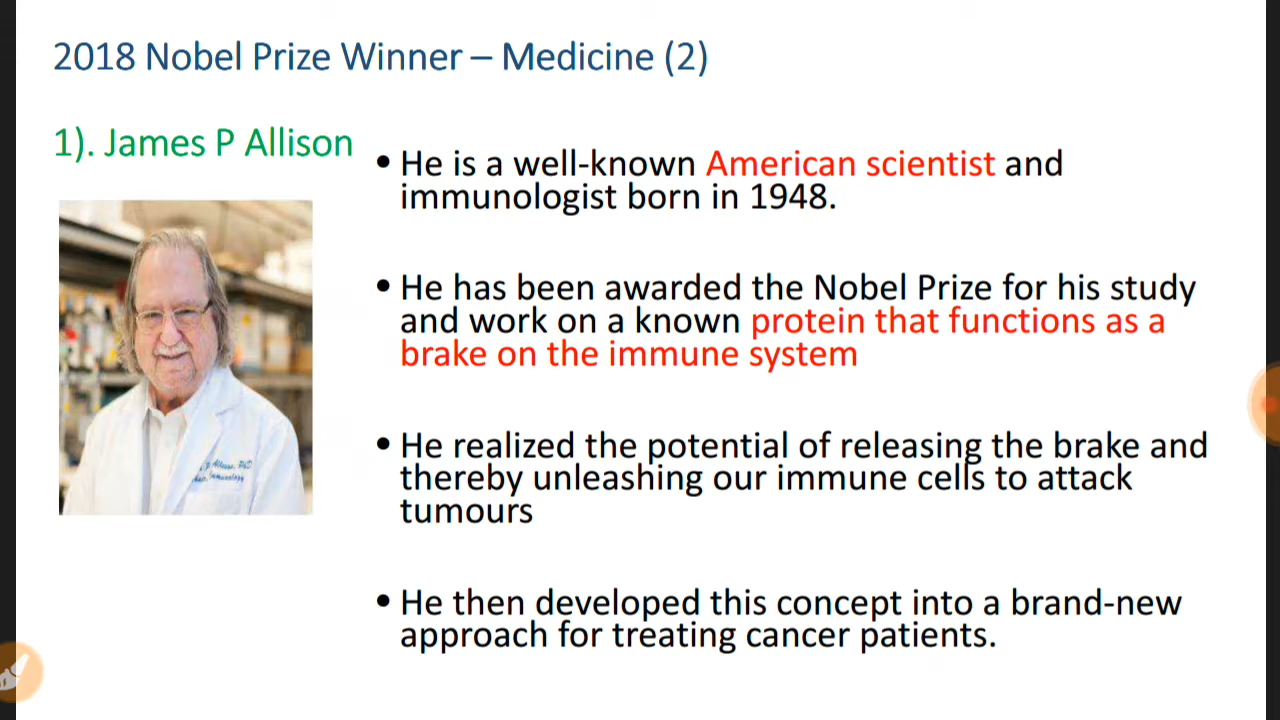 2018 Nobel Prize Winner – Medicine (2)
1). James P Allison
• He is a well-known American scientist and
immunologist born in 1948.
• He has been awarded the Nobel Prize for his study
and work on a known protein that functions as a
brake on the immune system
• He realized the potential of releasing the brake and
thereby unleashing our immune cells to attack
tumours
• He then developed this concept into a brand-new
approach for treating cancer patients.
Allison, PhD
Immunology